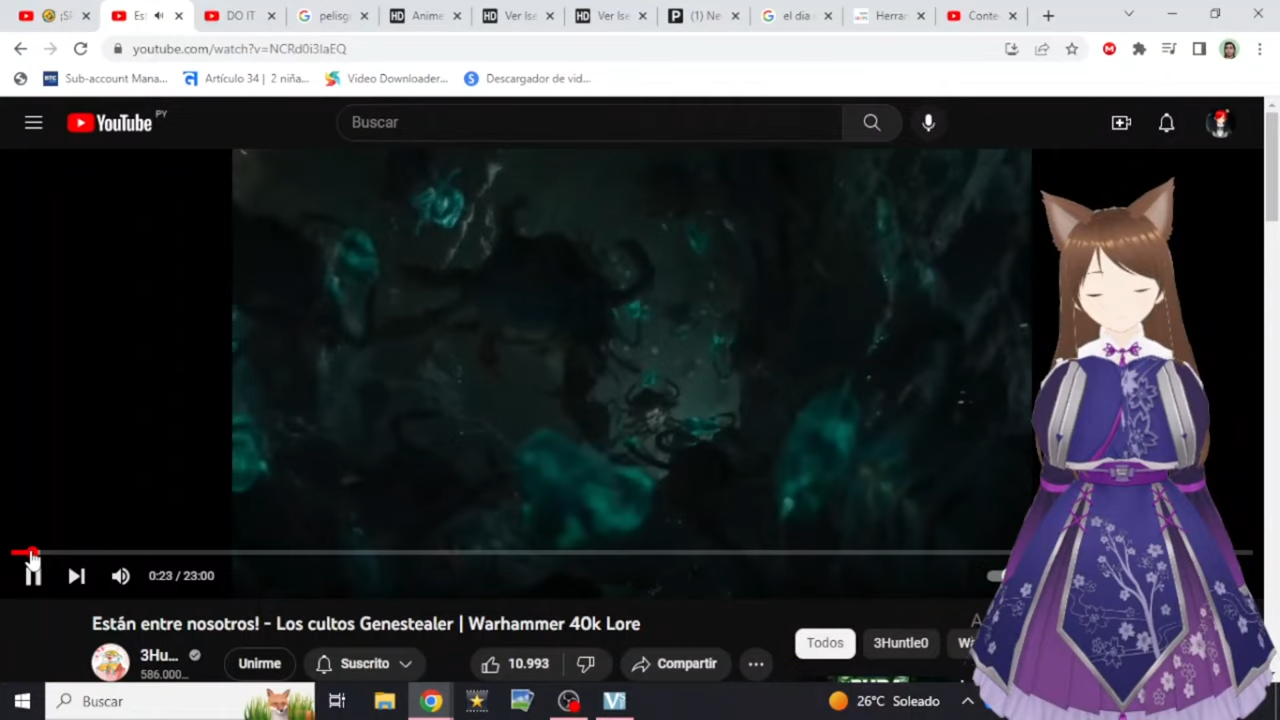 Es
DO IT
pelisg
Anime
Ver Ise
Ver Ise
(1) Ne
el dia
Herrar
Conte
youtube.com/watch?v=NCRd0i3IaEQ
Sub-account Mana...
Artículo 34 | 2 niña...
Video Downloader...
Descargador de vid...
YouTube PY
Buscar
0:23 / 23:00
Están entre nosotros! - Los cultos Genestealer | Warhammer 40k Lore
3Hu...
586.000...
Unirme
Suscrito
10.993
Compartir
Todos
3Huntle0
Buscar
26°C Soleado